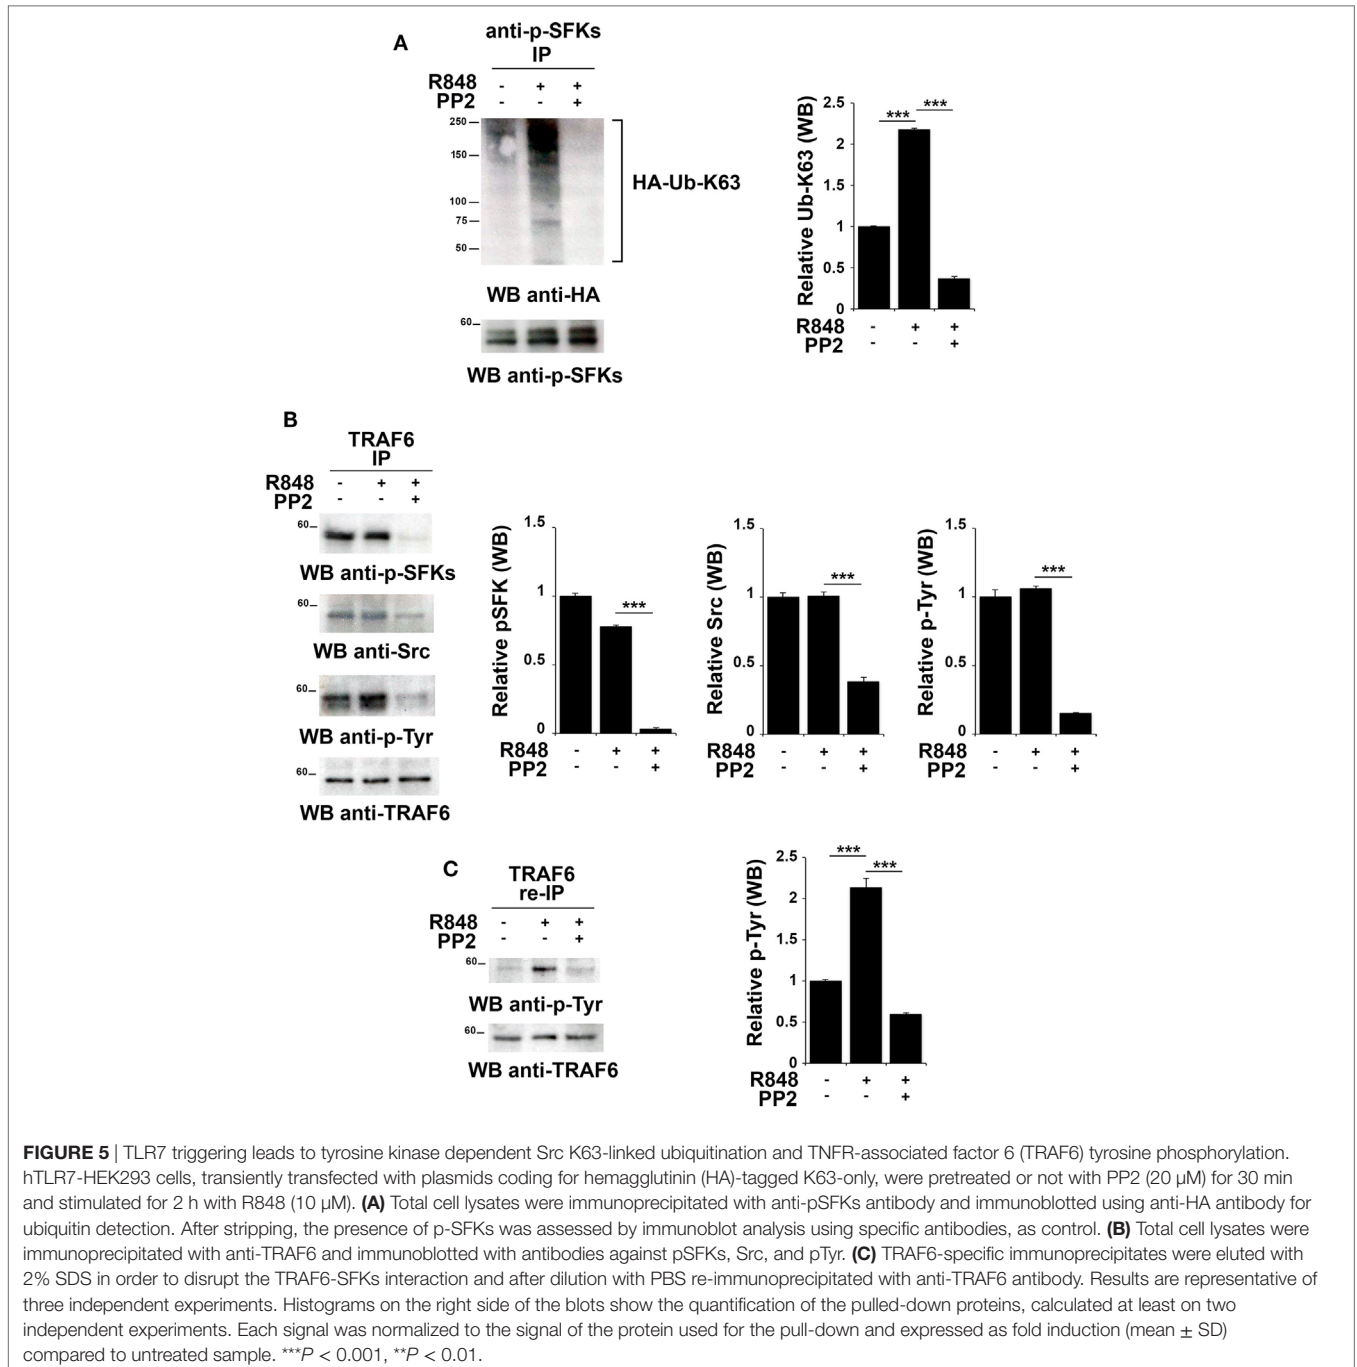 A
anti-p-SFKs
IP
R848 - + +
PP2 - - +
250
150
100
75
50
HA-Ub-K63
WB anti-HA
60
WB anti-p-SFKs
Relative Ub-K63 (WB)
2.5
2
1.5
1
0.5
0
*** ***
R848 - + +
PP2 - - +
B
TRAF6
IP
R848 - + +
PP2 - - +
60
WB anti-p-SFKs
60
WB anti-Src
60
WB anti-p-Tyr
60
WB anti-TRAF6
Relative pSFK (WB)
1.5
1
0.5
0
***
R848 - + +
PP2 - - +
Relative Src (WB)
1.5
1
0.5
0
***
R848 - + +
PP2 - - +
Relative p-Tyr (WB)
1.5
1
0.5
0
***
R848 - + +
PP2 - - +
C
TRAF6
re-IP
R848 - + +
PP2 - - +
60
WB anti-p-Tyr
60
WB anti-TRAF6
Relative p-Tyr (WB)
2.5
2
1.5
1
0.5
0
*** ***
R848 - + +
PP2 - - +
FIGURE 5 | TLR7 triggering leads to tyrosine kinase dependent Src K63-linked ubiquitination and TNFR-associated factor 6 (TRAF6) tyrosine phosphorylation.
hTLR7-HEK293 cells, transiently transfected with plasmids coding for hemagglutinin (HA)-tagged K63-only, were pretreated or not with PP2 (20 µM) for 30 min
and stimulated for 2 h with R848 (10 µM). (A) Total cell lysates were immunoprecipitated with anti-pSFKs antibody and immunoblotted using anti-HA antibody for
ubiquitin detection. After stripping, the presence of p-SFKs was assessed by immunoblot analysis using specific antibodies, as control. (B) Total cell lysates were
immunoprecipitated with anti-TRAF6 and immunoblotted with antibodies against pSFKs, Src, and pTyr. (C) TRAF6-specific immunoprecipitates were eluted with
2% SDS in order to disrupt the TRAF6-SFKs interaction and after dilution with PBS re-immunoprecipitated with anti-TRAF6 antibody. Results are representative of
three independent experiments. Histograms on the right side of the blots show the quantification of the pulled-down proteins, calculated at least on two
independent experiments. Each signal was normalized to the signal of the protein used for the pull-down and expressed as fold induction (mean ± SD)
compared to untreated sample. ***P < 0.001, **P < 0.01.